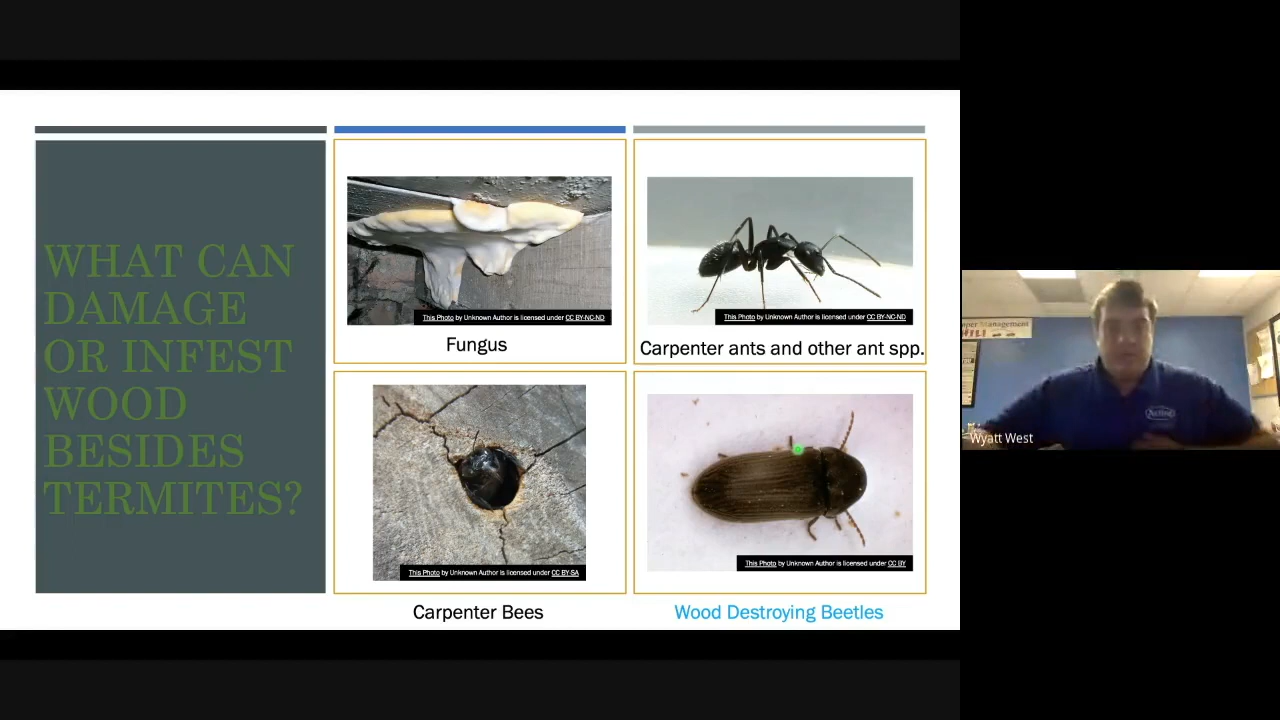 WHAT CAN
DAMAGE
OR INFEST
WOOD
BESIDES
TERMITES?
This Photo by Unknown Author is licensed under CC BY-NC-ND
Fungus
This Photo by Unknown Author is licensed under CC BY-NC-ND
Carpenter ants and other ant spp.
This Photo by Unknown Author is licensed under CC BY-SA
Carpenter Bees
This Photo by Unknown Author is licensed under CC BY
Wood Destroying Beetles
Management
Wyatt West